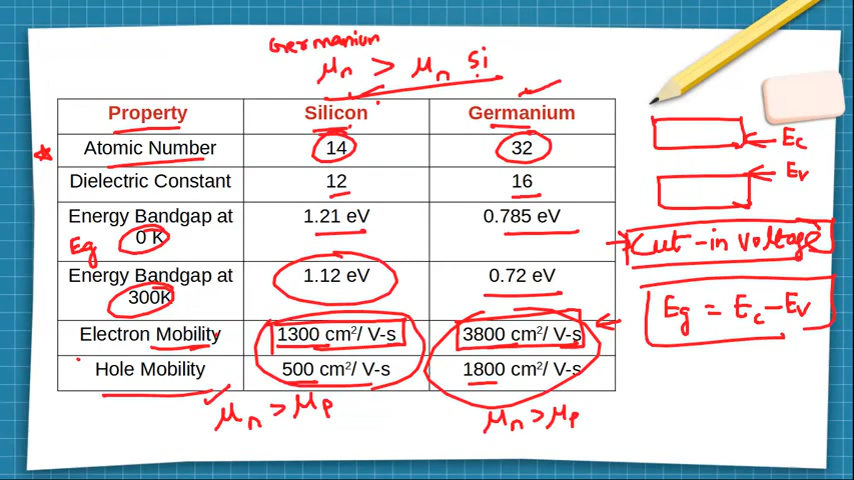 Germanium
μn > μn Si
Property Silicon Germanium
Atomic Number 14 32
Dielectric Constant 12 16
Energy Bandgap at 0 K 1.21 eV 0.785 eV
Eg
Energy Bandgap at 300K 1.12 eV 0.72 eV
Electron Mobility 1300 cm²/ V-s 3800 cm²/ V-s
Hole Mobility 500 cm²/ V-s 1800 cm²/ V-s
μn > μp
μn > μp
Ec
Ev
Cut-in voltage
Eg = Ec - Ev